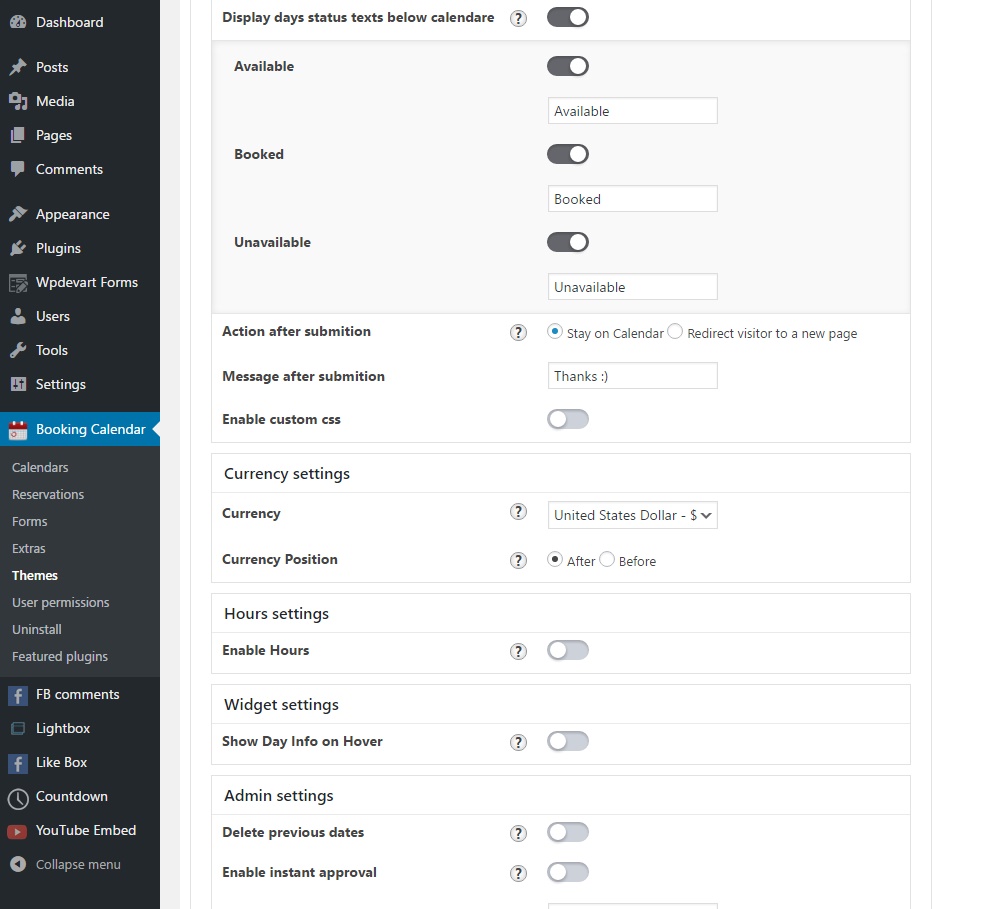 Dashboard
Posts
Media
Pages
Comments
Appearance
Plugins
Wpdevart Forms
Users
Tools
Settings
Booking Calendar
Calendars
Reservations
Forms
Extras
Themes
User permissions
Uninstall
Featured plugins
FB comments
Lightbox
Like Box
Countdown
YouTube Embed
Collapse menu
Display days status texts below calendare ?
Available
Available
Booked
Booked
Unavailable
Unavailable
Action after submition ? Stay on Calendar Redirect visitor to a new page
Message after submition Thanks :)
Enable custom css
Currency settings
Currency ? United States Dollar - $
Currency Position ? After Before
Hours settings
Enable Hours ?
Widget settings
Show Day Info on Hover ?
Admin settings
Delete previous dates ?
Enable instant approval ?